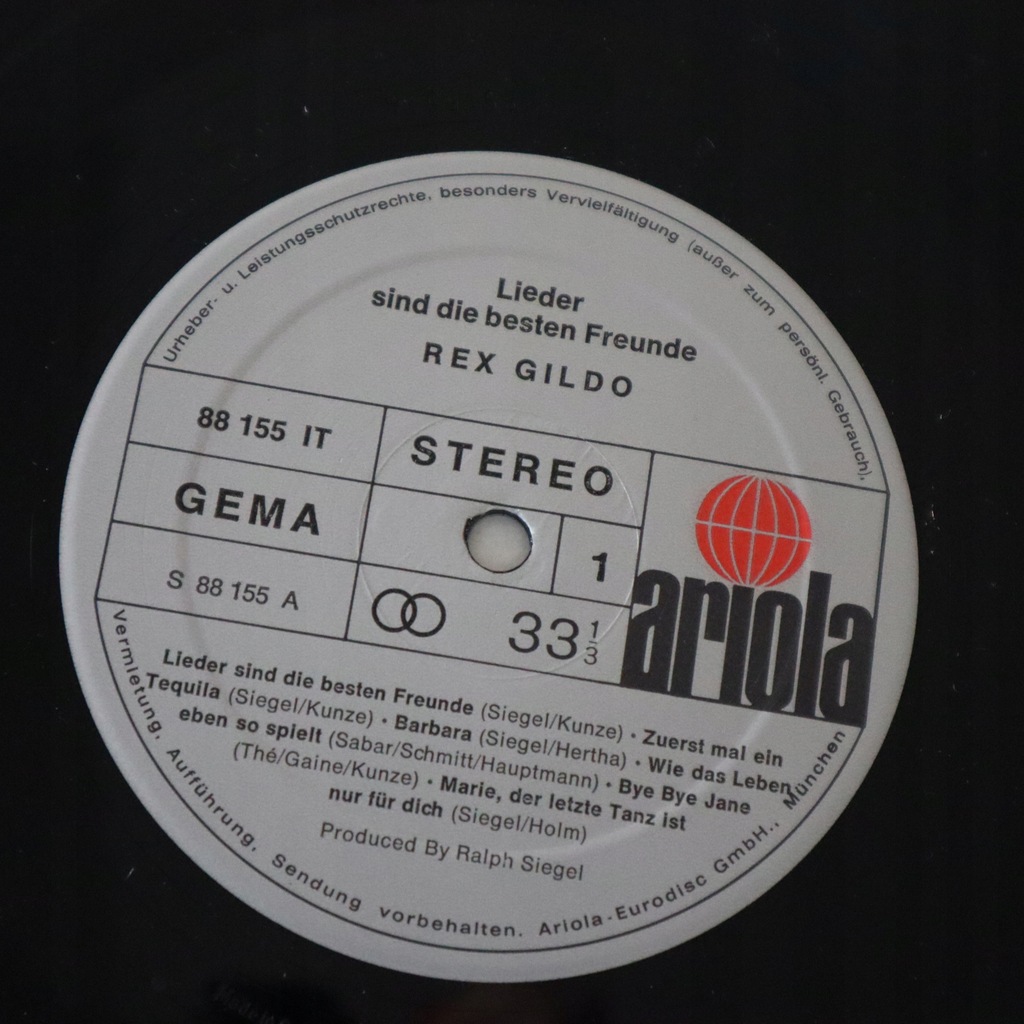 Urheber- u. Leistungsschutzrechte, besonders Vervielfältigung (außer zum persönl. Gebrauch),
Lieder
sind die besten Freunde
REX GILDO
88 155 IT
STEREO
GEMA
1
S 88 155 A
33 1/3
ariola
Lieder sind die besten Freunde (Siegel/Kunze) · Zuerst mal ein
Tequila (Siegel/Kunze) · Barbara (Siegel/Hertha) · Wie das Leben
eben so spielt (Sabar/Schmitt/Hauptmann) · Bye Bye Jane
(Thé/Gaine/Kunze) · Marie, der letzte Tanz ist
nur für dich (Siegel/Holm)
Produced By Ralph Siegel
Vermietung, Aufführung, Sendung vorbehalten. Ariola-Eurodisc GmbH., München